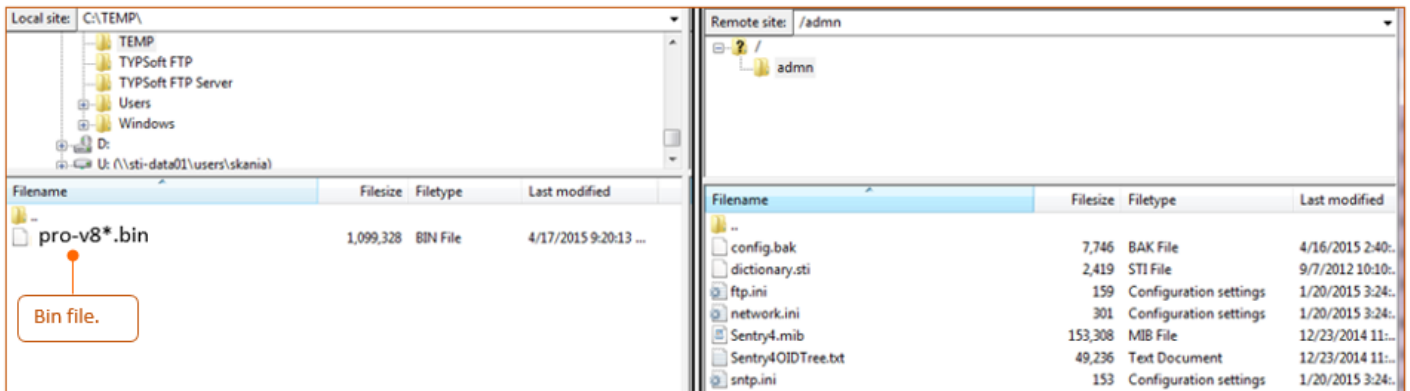 Local site: C:\TEMP\
TEMP
TYPSoft FTP
TYPSoft FTP Server
Users
Windows
D:
U: (\\sti-data01\users\skania)
Filename Filesize Filetype Last modified
..
pro-v8*.bin 1,099,328 BIN File 4/17/2015 9:20:13 ...
Bin file.
Remote site: /admn
/
admn
Filename Filesize Filetype Last modified
..
config.bak 7,746 BAK File 4/16/2015 2:40:..
dictionary.sti 2,419 STI File 9/7/2012 10:10:..
ftp.ini 159 Configuration settings 1/20/2015 3:24:..
network.ini 301 Configuration settings 1/20/2015 3:24:..
Sentry4.mib 153,308 MIB File 12/23/2014 11:...
Sentry4OIDTree.txt 49,236 Text Document 12/23/2014 11:...
sntp.ini 153 Configuration settings 1/20/2015 3:24:..